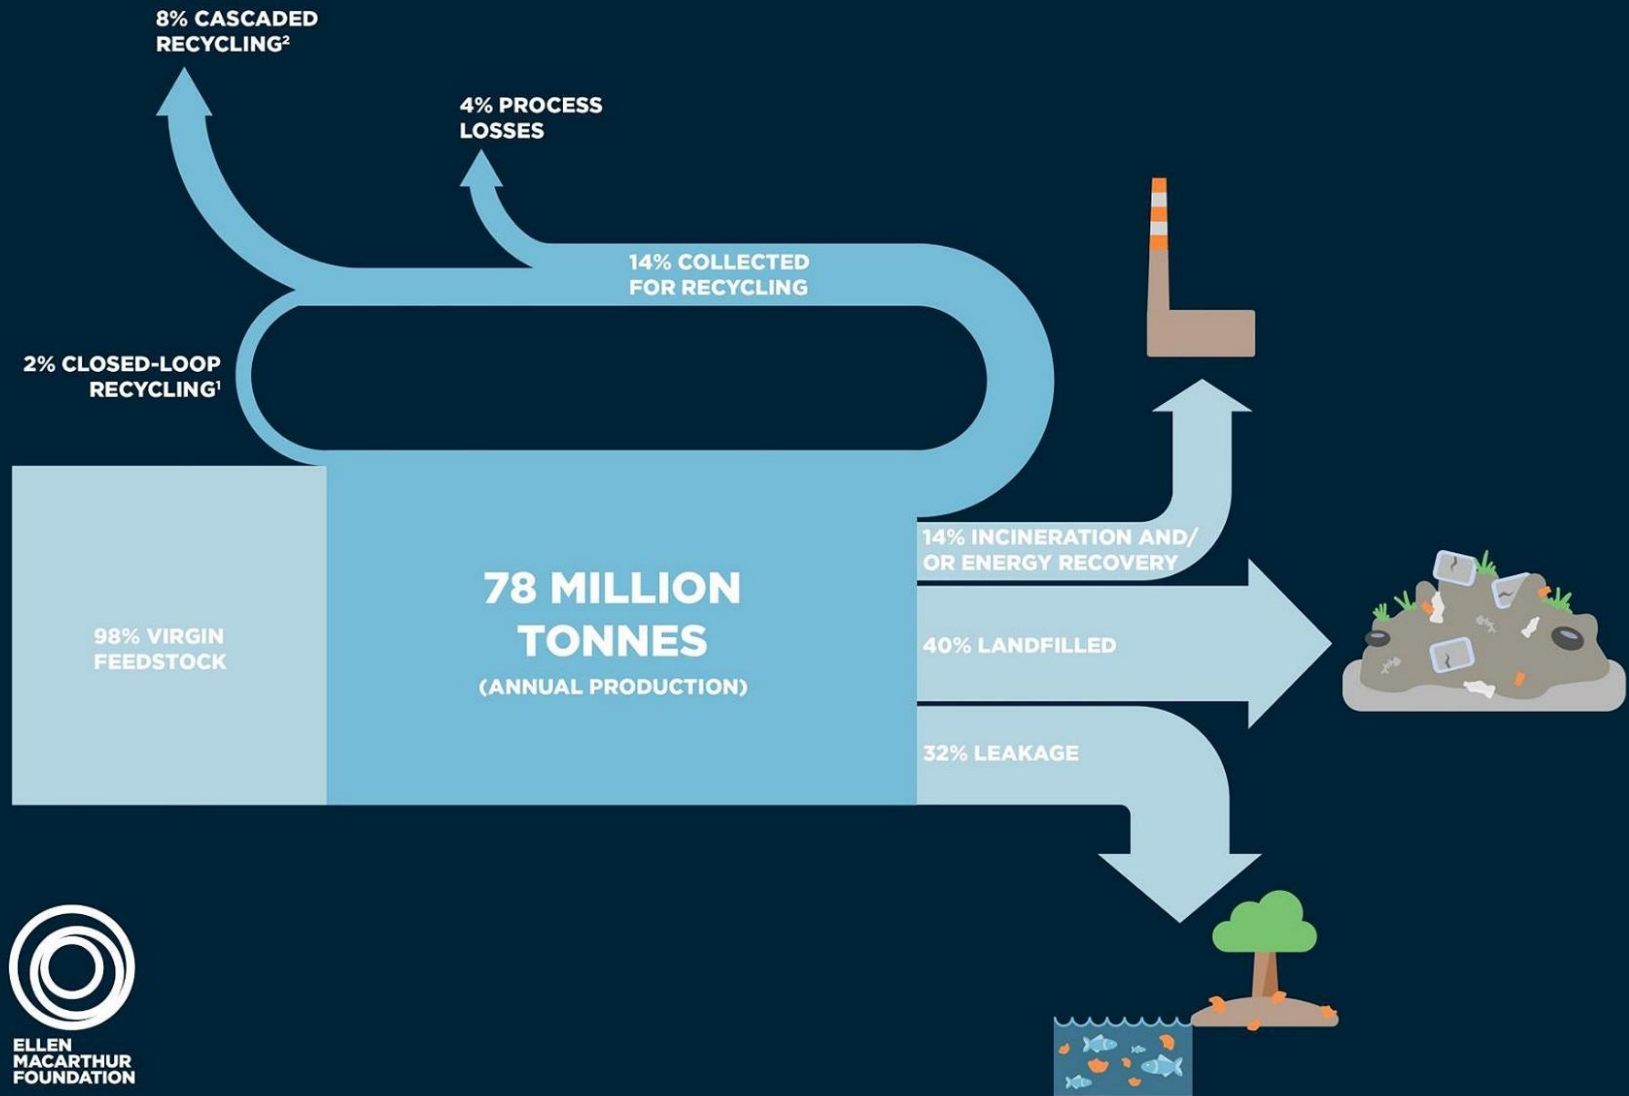 8% CASCADED
RECYCLING²
4% PROCESS
LOSSES
14% COLLECTED
FOR RECYCLING
2% CLOSED-LOOP
RECYCLING¹
14% INCINERATION AND/
OR ENERGY RECOVERY
78 MILLION
TONNES
(ANNUAL PRODUCTION)
98% VIRGIN
FEEDSTOCK
40% LANDFILLED
32% LEAKAGE
ELLEN
MACARTHUR
FOUNDATION